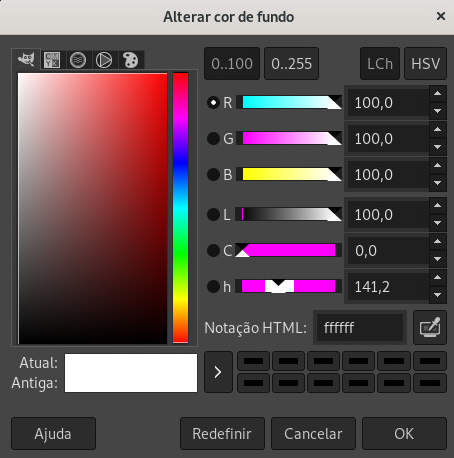 Alterar cor de fundo
0..100 0..255 LCh HSV
R 100,0
G 100,0
B 100,0
L 100,0
C 0,0
h 141,2
Notação HTML: ffffff
Atual:
Antiga:
Ajuda Redefinir Cancelar OK